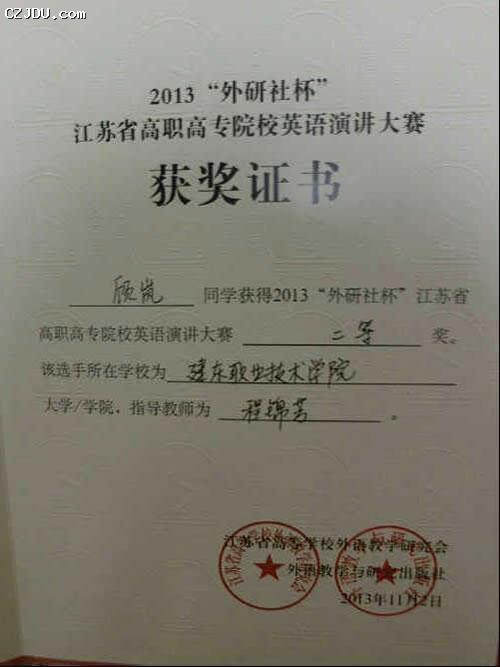 CZJDU.COM
2013“外研社杯”
江苏省高职高专院校英语演讲大赛
获奖证书
顾岚 同学获得2013“外研社杯”江苏省
高职高专院校英语演讲大赛 二等 奖。
该选手所在学校为 建东职业技术学院
大学/学院，指导教师为 程锦芳 。
江苏省高等学校外语教学研究会
外语教学与研究出版社
2013年11月2日